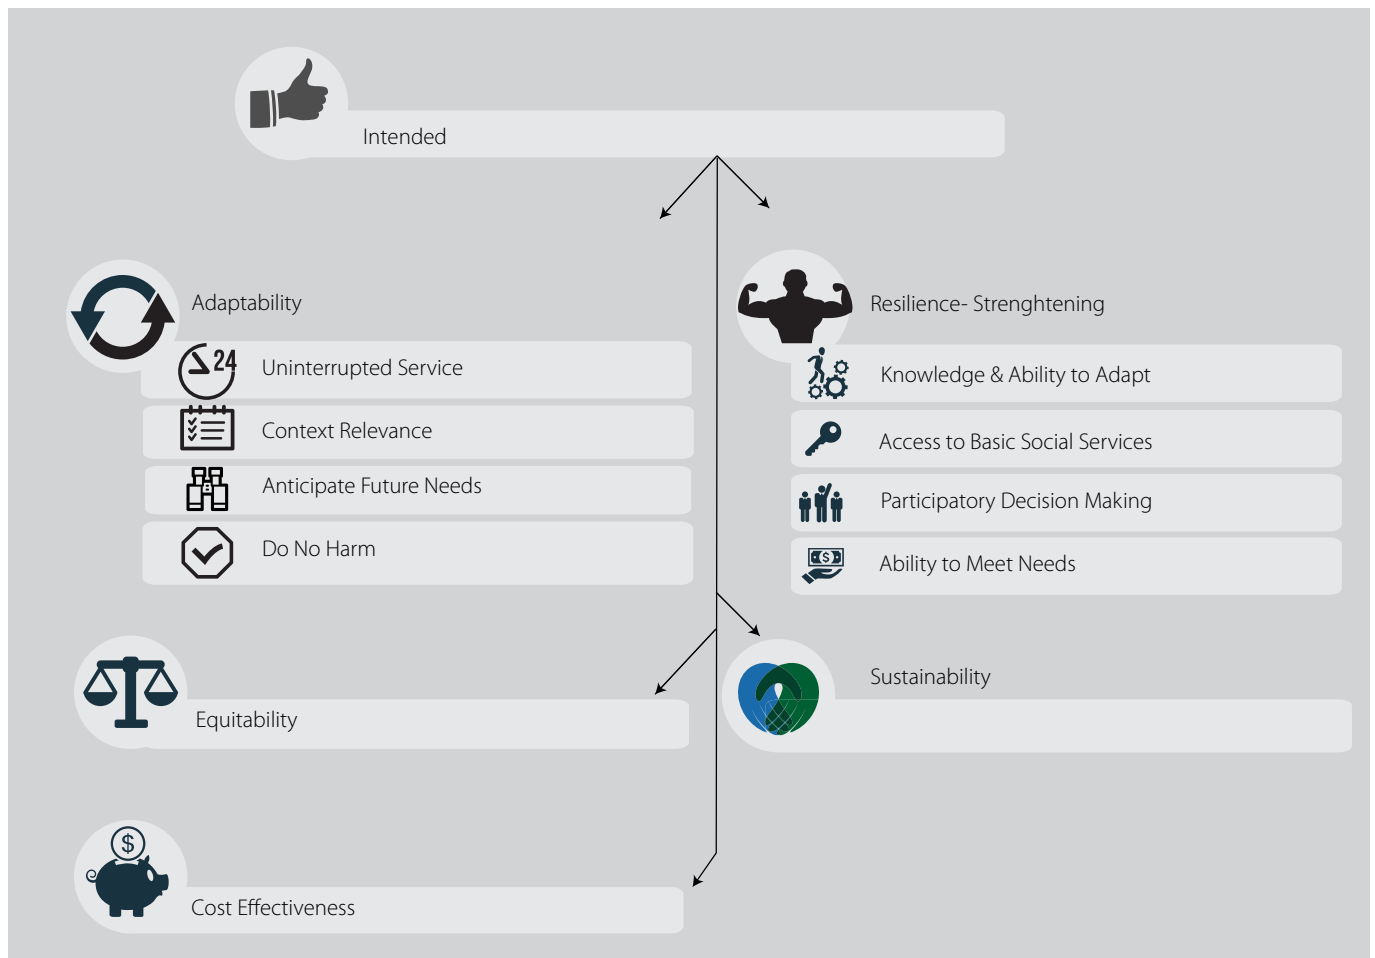 Intended
Adaptability
24
Uninterrupted Service
Context Relevance
Anticipate Future Needs
Do No Harm
Resilience- Strenghtening
Knowledge & Ability to Adapt
Access to Basic Social Services
Participatory Decision Making
$
Ability to Meet Needs
Equitability
Sustainability
$
Cost Effectiveness